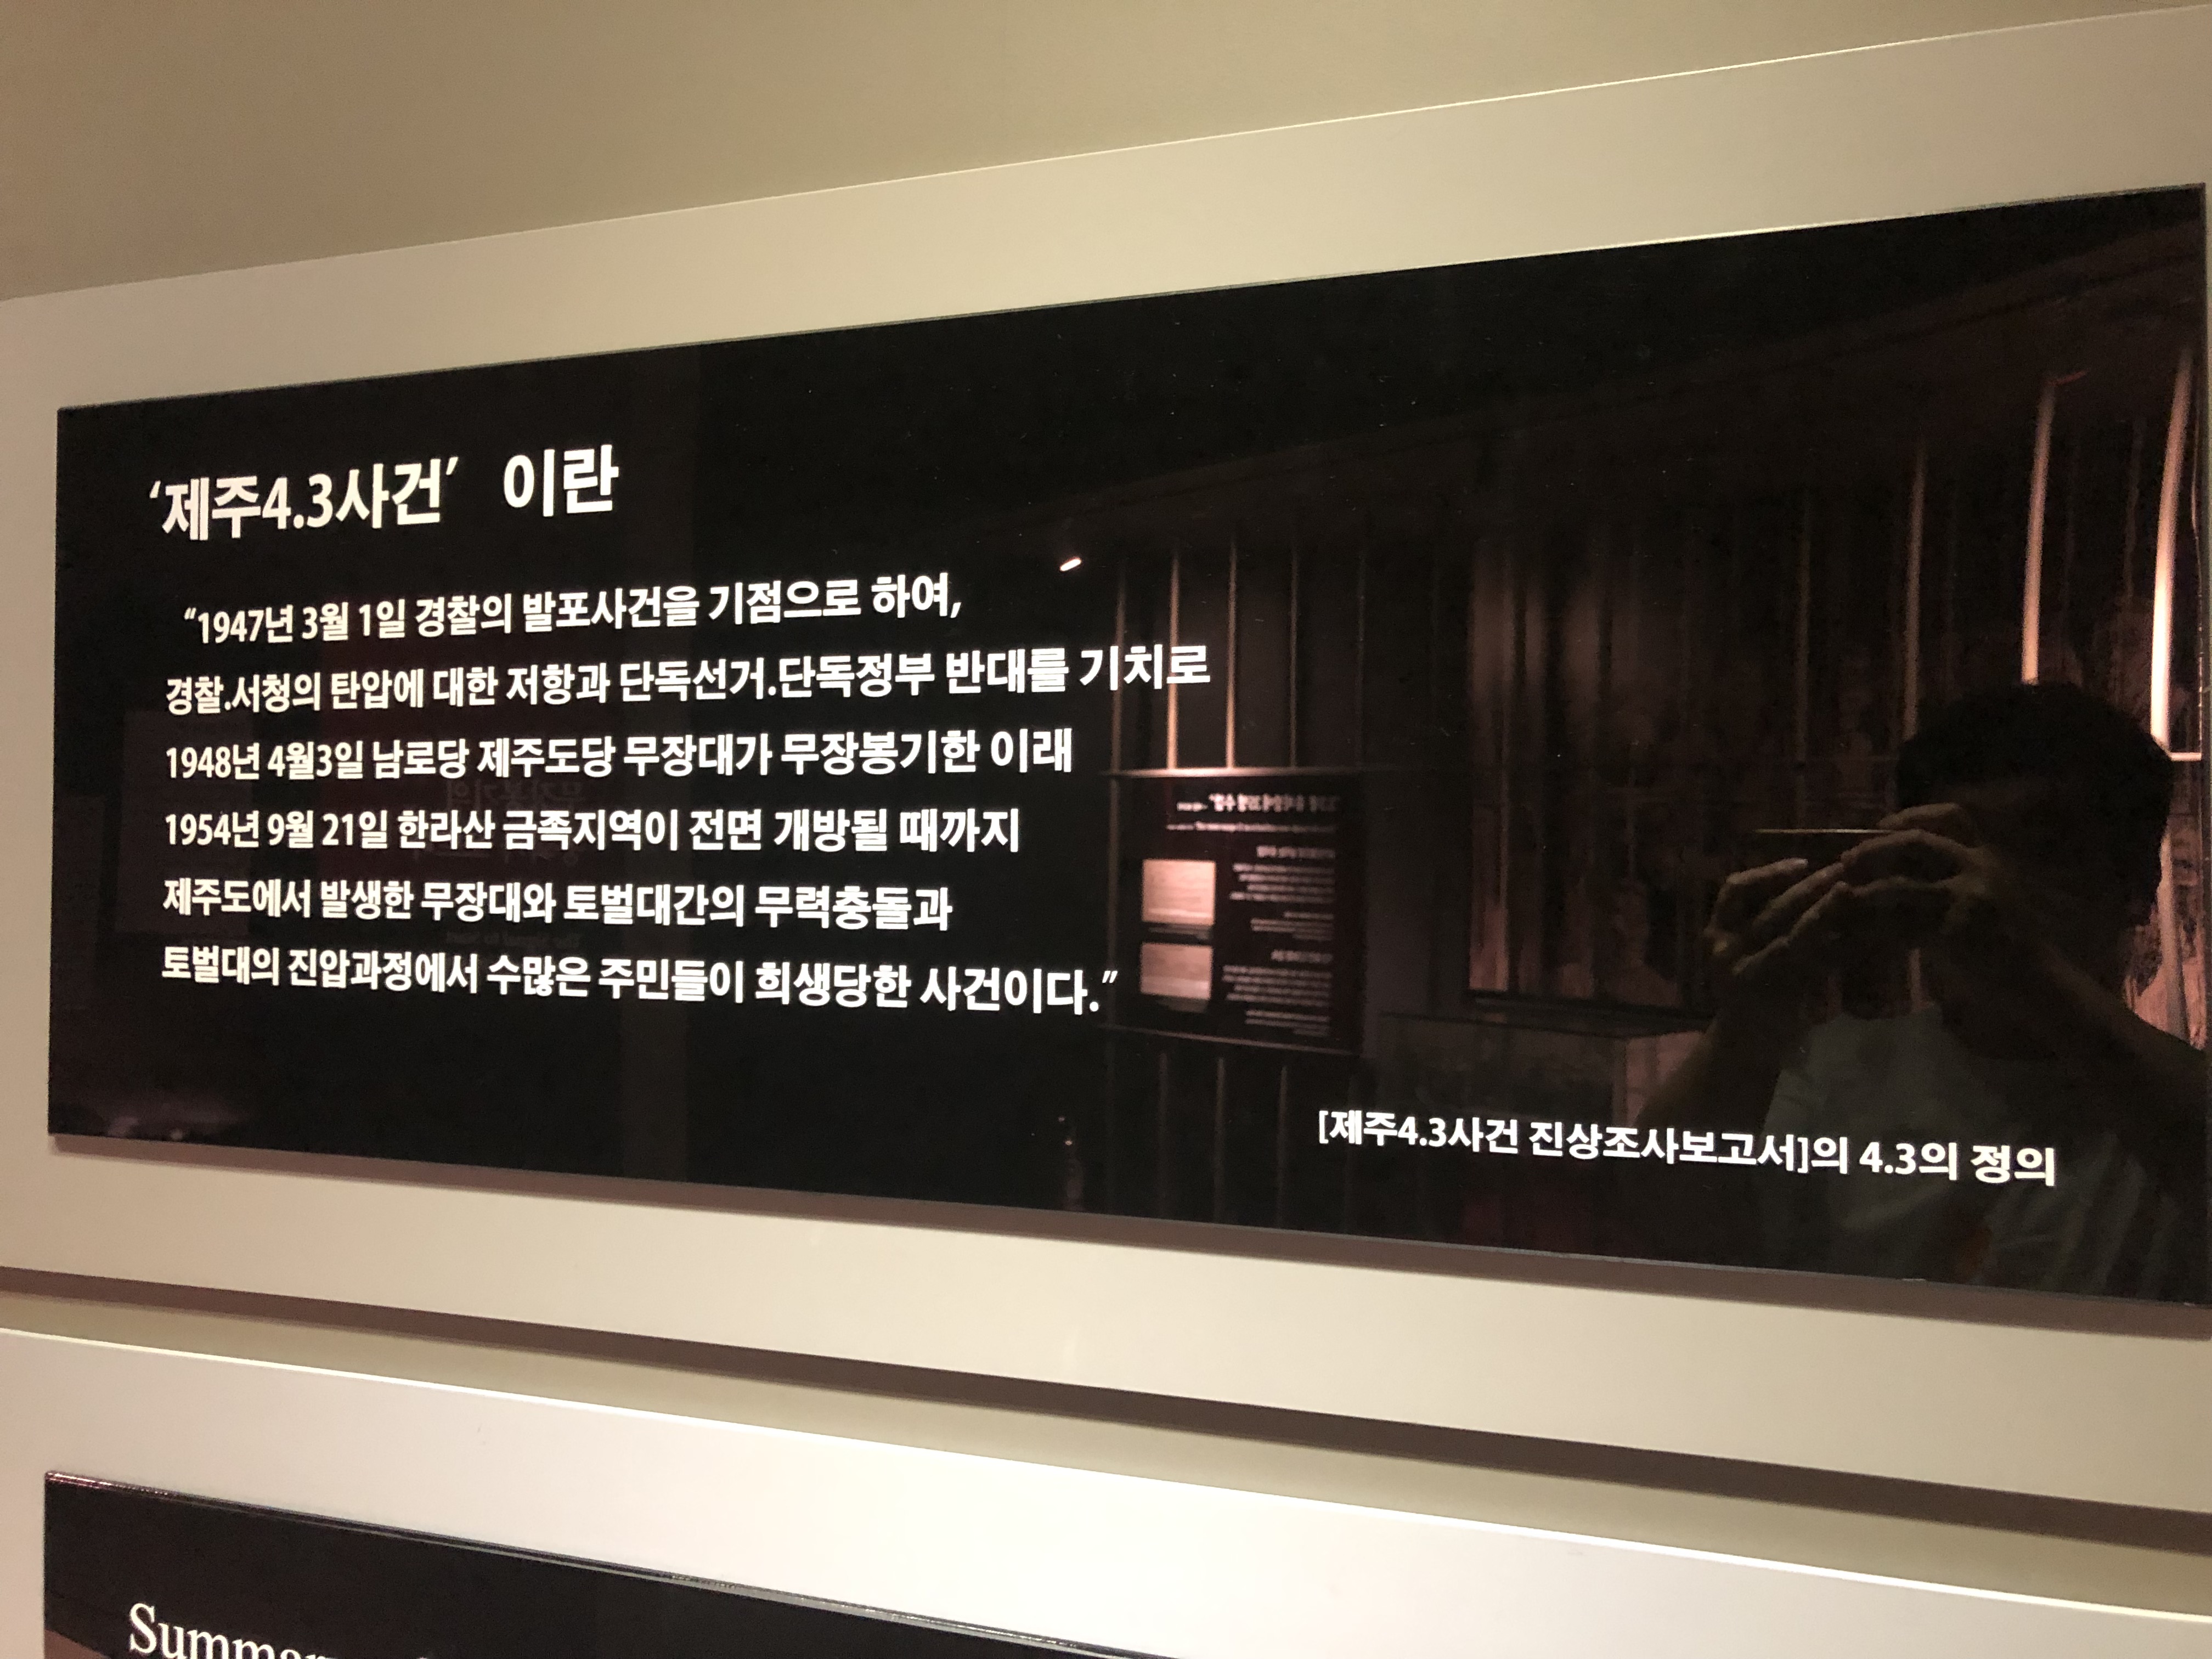 ‘제주4.3사건’ 이란
“1947년 3월 1일 경찰의 발포사건을 기점으로 하여,
경찰.서청의 탄압에 대한 저항과 단독선거.단독정부 반대를 기치로
1948년 4월3일 남로당 제주도당 무장대가 무장봉기한 이래
1954년 9월 21일 한라산 금족지역이 전면 개방될 때까지
제주도에서 발생한 무장대와 토벌대간의 무력충돌과
토벌대의 진압과정에서 수많은 주민들이 희생당한 사건이다.”
[제주4.3사건 진상조사보고서]의 4.3의 정의